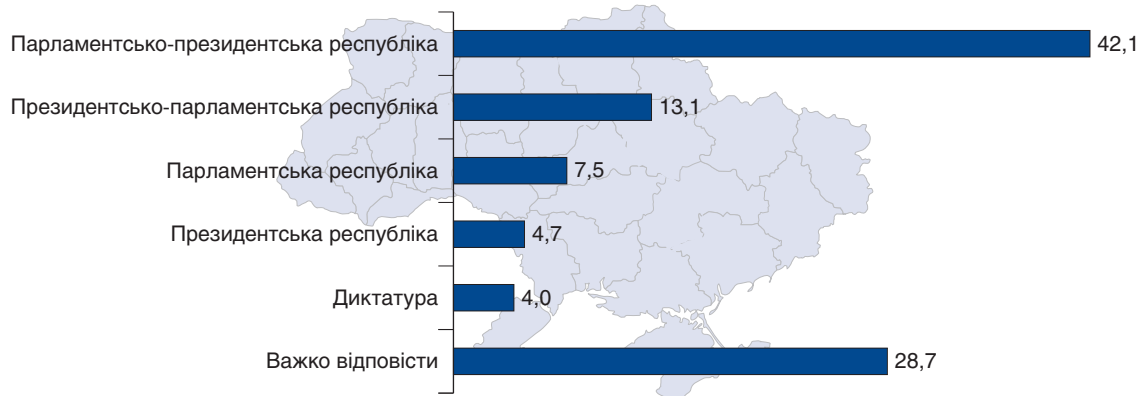 Парламентсько-президентська республіка 42,1
Президентсько-парламентська республіка 13,1
Парламентська республіка 7,5
Президентська республіка 4,7
Диктатура 4,0
Важко відповісти 28,7